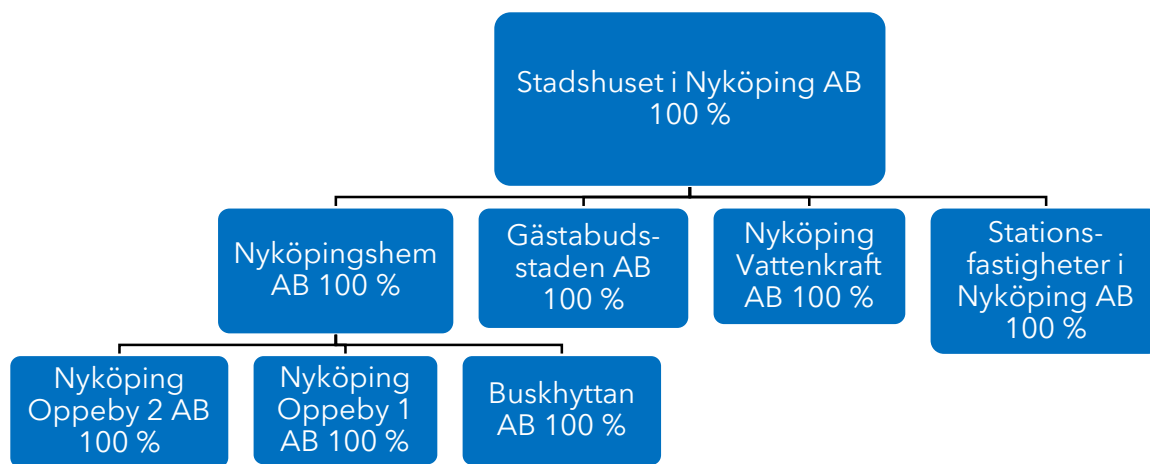 Stadshuset i Nyköping AB
100 %
Nyköpingshem
AB 100 %
Gästabuds-
staden AB
100 %
Nyköping
Vattenkraft
AB 100 %
Stations-
fastigheter i
Nyköping AB
100 %
Nyköping
Oppeby 2 AB
100 %
Nyköping
Oppeby 1
AB 100 %
Buskhyttan
AB 100 %